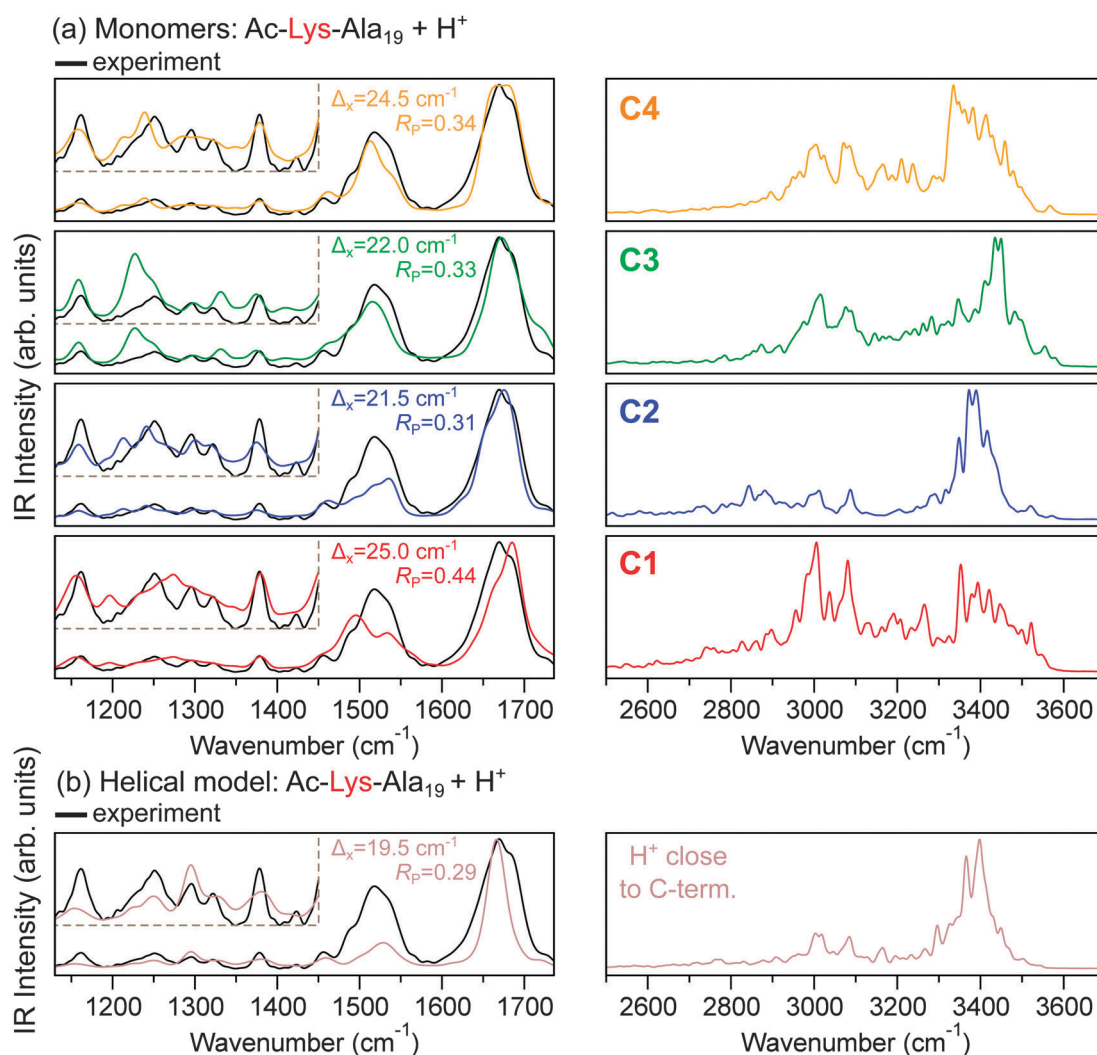 (a) Monomers: Ac-Lys-Ala₁₉ + H⁺
experiment
Δₓ=24.5 cm⁻¹
R_P=0.34
C4
Δₓ=22.0 cm⁻¹
R_P=0.33
C3
Δₓ=21.5 cm⁻¹
R_P=0.31
C2
Δₓ=25.0 cm⁻¹
R_P=0.44
C1
IR Intensity (arb. units)
1200 1300 1400 1500 1600 1700
Wavenumber (cm⁻¹)
2600 2800 3000 3200 3400 3600
Wavenumber (cm⁻¹)
(b) Helical model: Ac-Lys-Ala₁₉ + H⁺
experiment
Δₓ=19.5 cm⁻¹
R_P=0.29
H⁺ close
to C-term.
IR Intensity (arb. units)
1200 1300 1400 1500 1600 1700
Wavenumber (cm⁻¹)
2600 2800 3000 3200 3400 3600
Wavenumber (cm⁻¹)